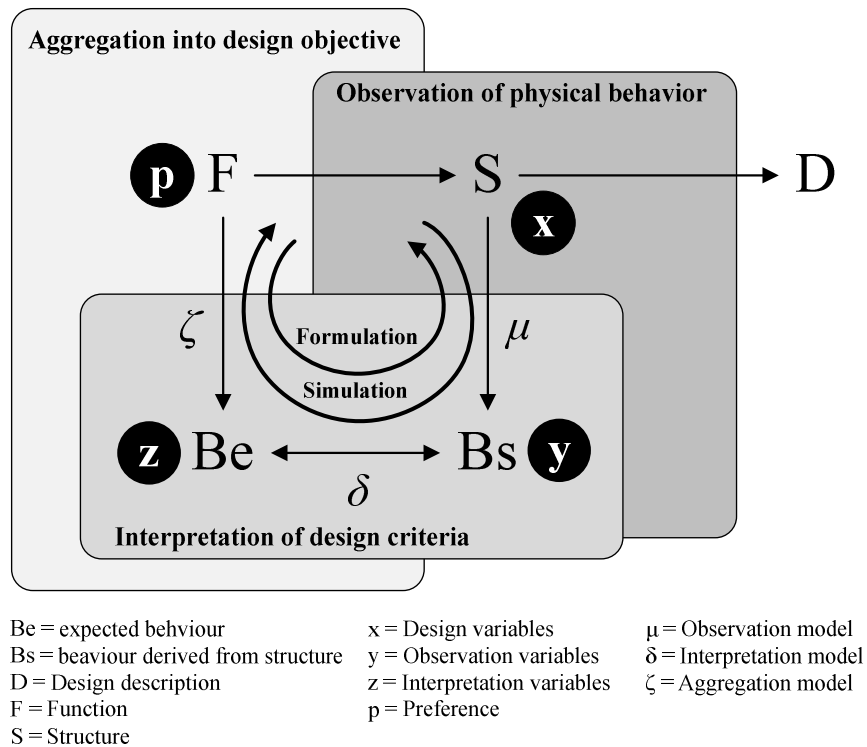 Aggregation into design objective
Observation of physical behavior
p F S D
x
ζ Formulation μ
Simulation
z Be Bs y
δ
Interpretation of design criteria
Be = expected behviour
Bs = beaviour derived from structure
D = Design description
F = Function
S = Structure
x = Design variables
y = Observation variables
z = Interpretation variables
p = Preference
μ = Observation model
δ = Interpretation model
ζ = Aggregation model